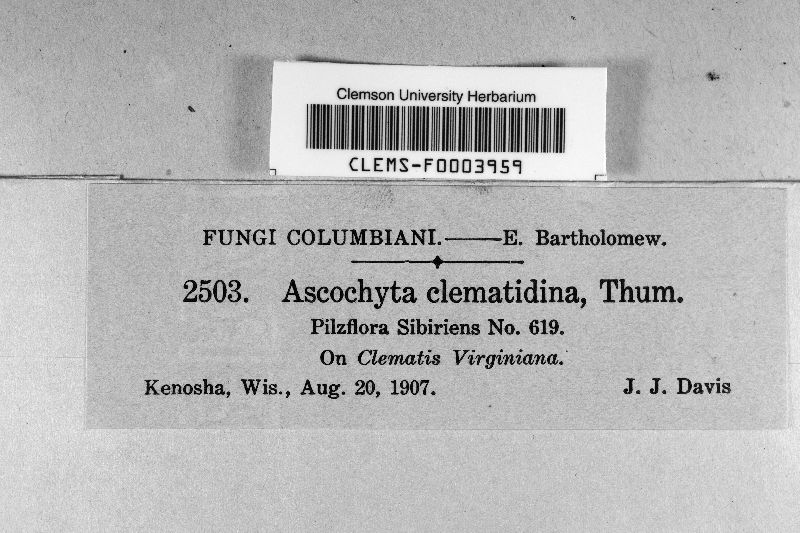 Clemson University Herbarium
CLEMS-F0003959
FUNGI COLUMBIANI.——E. Bartholomew.
2503. Ascochyta clematidina, Thum.
Pilzflora Sibiriens No. 619.
On Clematis Virginiana.
Kenosha, Wis., Aug. 20, 1907. J. J. Davis